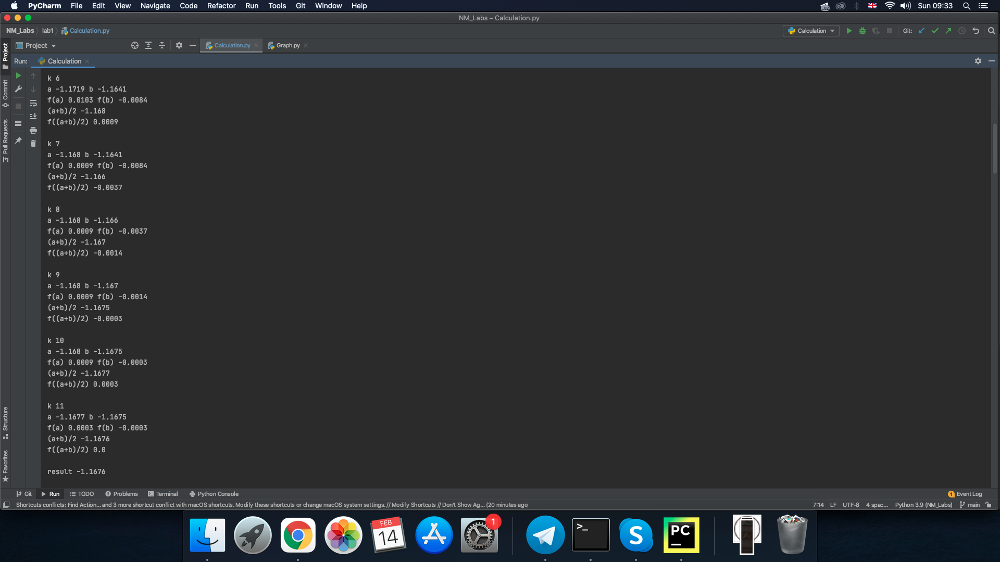 PyCharm File Edit View Navigate Code Refactor Run Tools Git Window Help Sun 09:33
NM_Labs – Calculation.py
NM_Labs lab1 Calculation.py Calculation Git:
Project Calculation.py Graph.py
Run: Calculation
Project
Commit
Pull Requests
Structure
Favorites
k 6
a -1.1719 b -1.1641
f(a) 0.0103 f(b) -0.0084
(a+b)/2 -1.168
f((a+b)/2) 0.0009
k 7
a -1.168 b -1.1641
f(a) 0.0009 f(b) -0.0084
(a+b)/2 -1.166
f((a+b)/2) -0.0037
k 8
a -1.168 b -1.166
f(a) 0.0009 f(b) -0.0037
(a+b)/2 -1.167
f((a+b)/2) -0.0014
k 9
a -1.168 b -1.167
f(a) 0.0009 f(b) -0.0014
(a+b)/2 -1.1675
f((a+b)/2) -0.0003
k 10
a -1.168 b -1.1675
f(a) 0.0009 f(b) -0.0003
(a+b)/2 -1.1677
f((a+b)/2) 0.0003
k 11
a -1.1677 b -1.1675
f(a) 0.0003 f(b) -0.0003
(a+b)/2 -1.1676
f((a+b)/2) 0.0
result -1.1676
Git Run TODO Problems Terminal Python Console 1 Event Log
Shortcuts conflicts: Find Action... and 3 more shortcut conflict with macOS shortcuts. Modify these shortcuts or change macOS system settings. // Modify Shortcuts // Don't Show Ag... (20 minutes ago 7:14 LF UTF-8 4 spac... Python 3.9 (NM_Labs) main
FEB
14
1
>_
S
PC